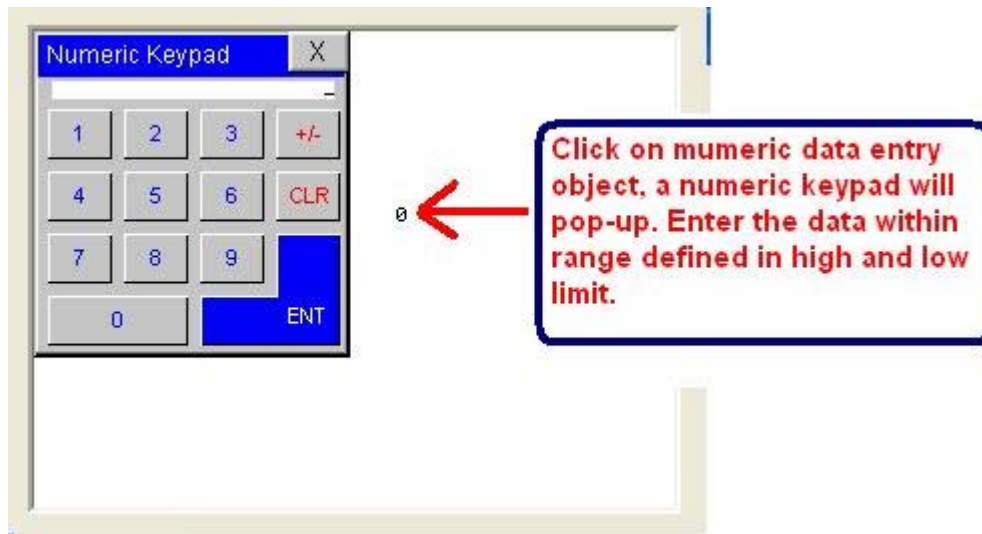 Numeric Keypad X
_
1 2 3 +/-
4 5 6 CLR
7 8 9
0 ENT
0
Click on mumeric data entry
object, a numeric keypad will
pop-up. Enter the data within
range defined in high and low
limit.